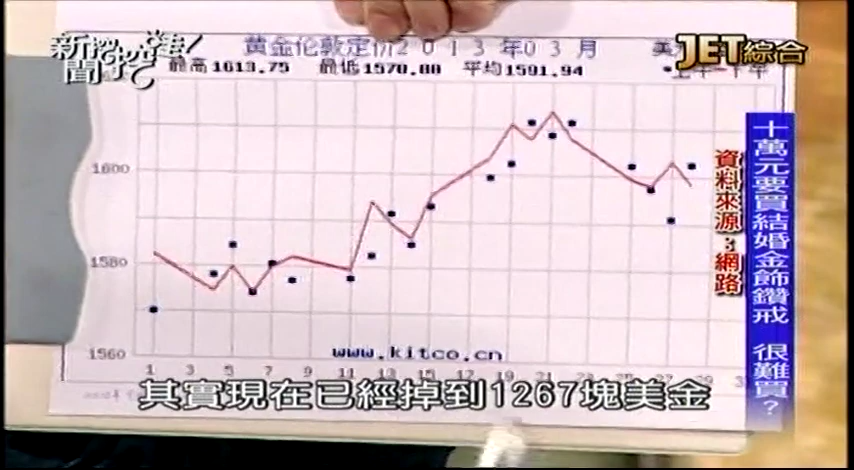 新聞挖挖哇!
JET綜合
黄金伦敦定价2013年03月
最高1613.75 最低1570.00 平均1591.94
1600
1580
1560
1 3 5 7 9 11 13 15 17 19 21
www.kitco.cn
十萬元要買結婚金飾鑽戒 很難買？
資料來源：網路
其實現在已經掉到1267塊美金